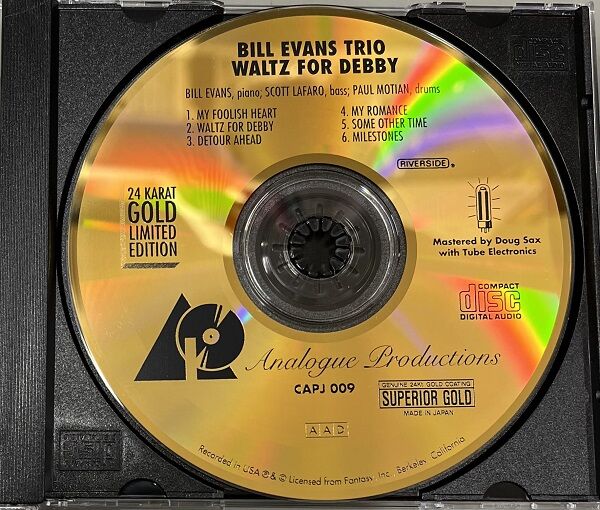 BILL EVANS TRIO
WALTZ FOR DEBBY
BILL EVANS, piano; SCOTT LAFARO, bass; PAUL MOTIAN, drums
1. MY FOOLISH HEART
2. WALTZ FOR DEBBY
3. DETOUR AHEAD
4. MY ROMANCE
5. SOME OTHER TIME
6. MILESTONES
RIVERSIDE ®
24 KARAT
GOLD
LIMITED
EDITION
Mastered by Doug Sax
with Tube Electronics
COMPACT
disc
DIGITAL AUDIO
Analogue Productions
CAPJ 009
GENUINE 24Kt. GOLD COATING
SUPERIOR GOLD
MADE IN JAPAN
AAD
Recorded in USA ℗ & © Licensed from Fantasy, Inc., Berkeley, California